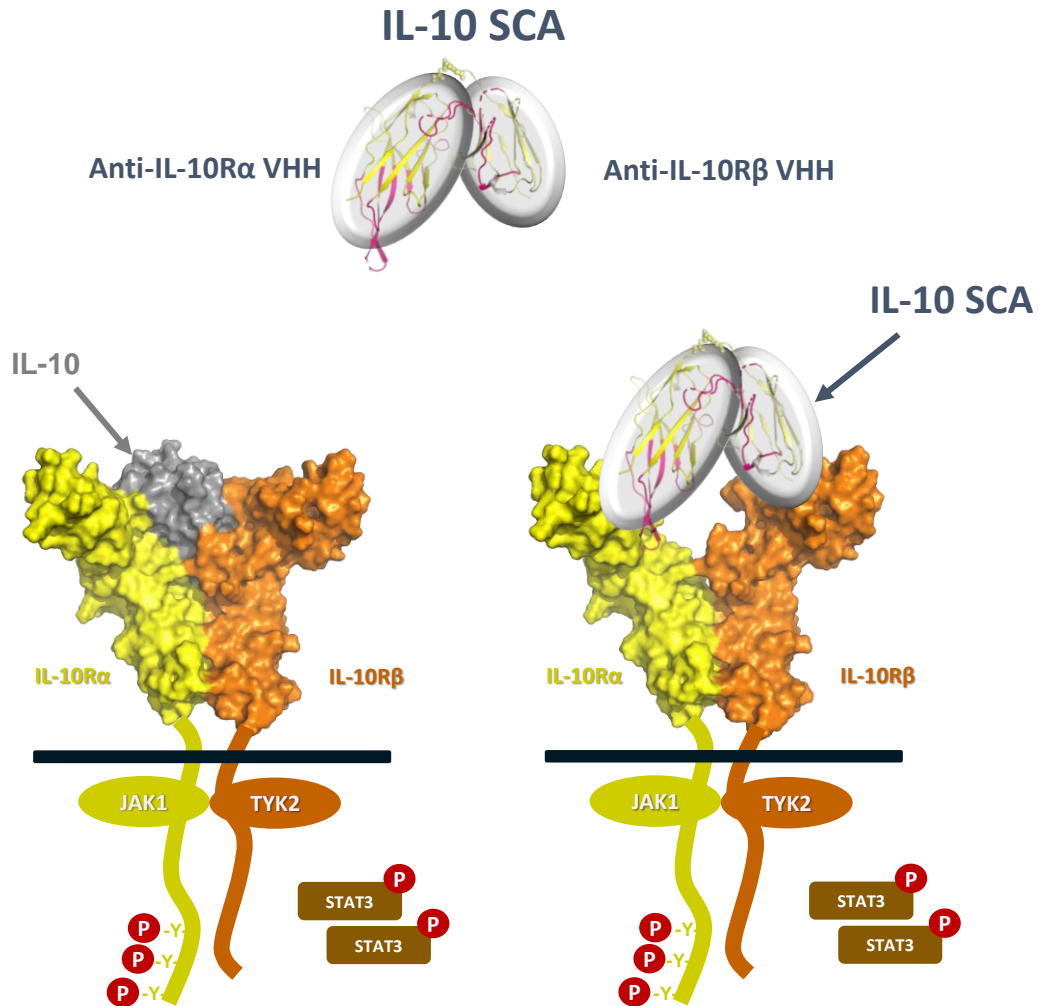 IL-10 SCA
Anti-IL-10Rα VHH
Anti-IL-10Rβ VHH
IL-10 SCA
IL-10
IL-10Rα
IL-10Rβ
IL-10Rα
IL-10Rβ
JAK1
TYK2
JAK1
TYK2
P
STAT3
P
STAT3
P -Y-
P -Y-
P -Y-
P
STAT3
P
STAT3
P -Y-
P -Y-
P -Y-